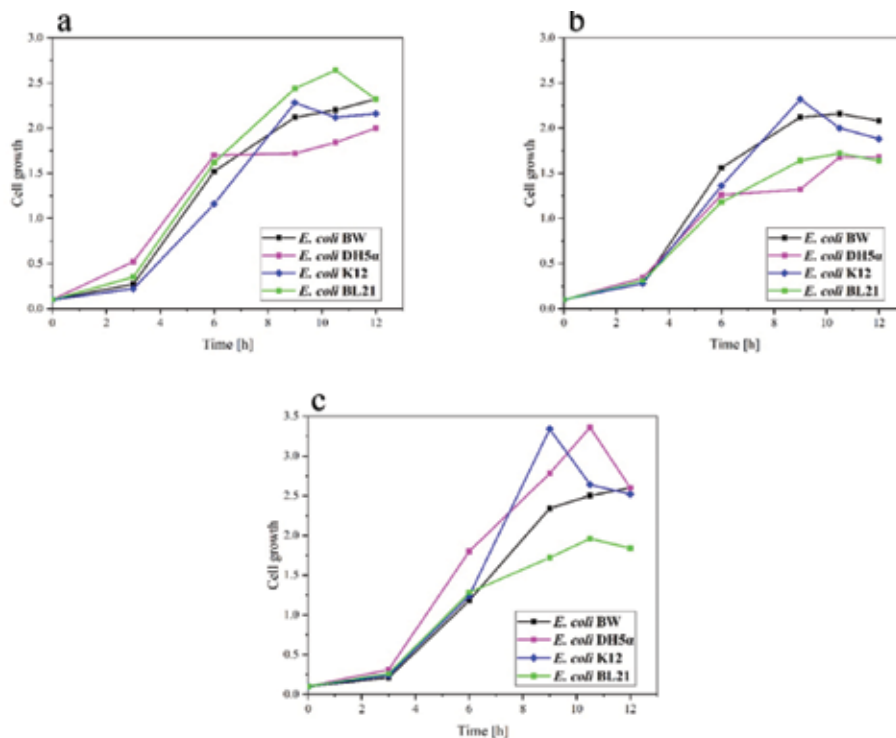 a
3.0
2.5
2.0
1.5
1.0
0.5
0.0
Cell growth
0 2 4 6 8 10 12
Time [h]
E. coli BW
E. coli DH5α
E. coli K12
E. coli BL21
b
3.0
2.5
2.0
1.5
1.0
0.5
0.0
Cell growth
0 2 4 6 8 10 12
Time [h]
E. coli BW
E. coli DH5α
E. coli K12
E. coli BL21
c
3.5
3.0
2.5
2.0
1.5
1.0
0.5
0.0
Cell growth
0 2 4 6 8 10 12
Time [h]
E. coli BW
E. coli DH5α
E. coli K12
E. coli BL21